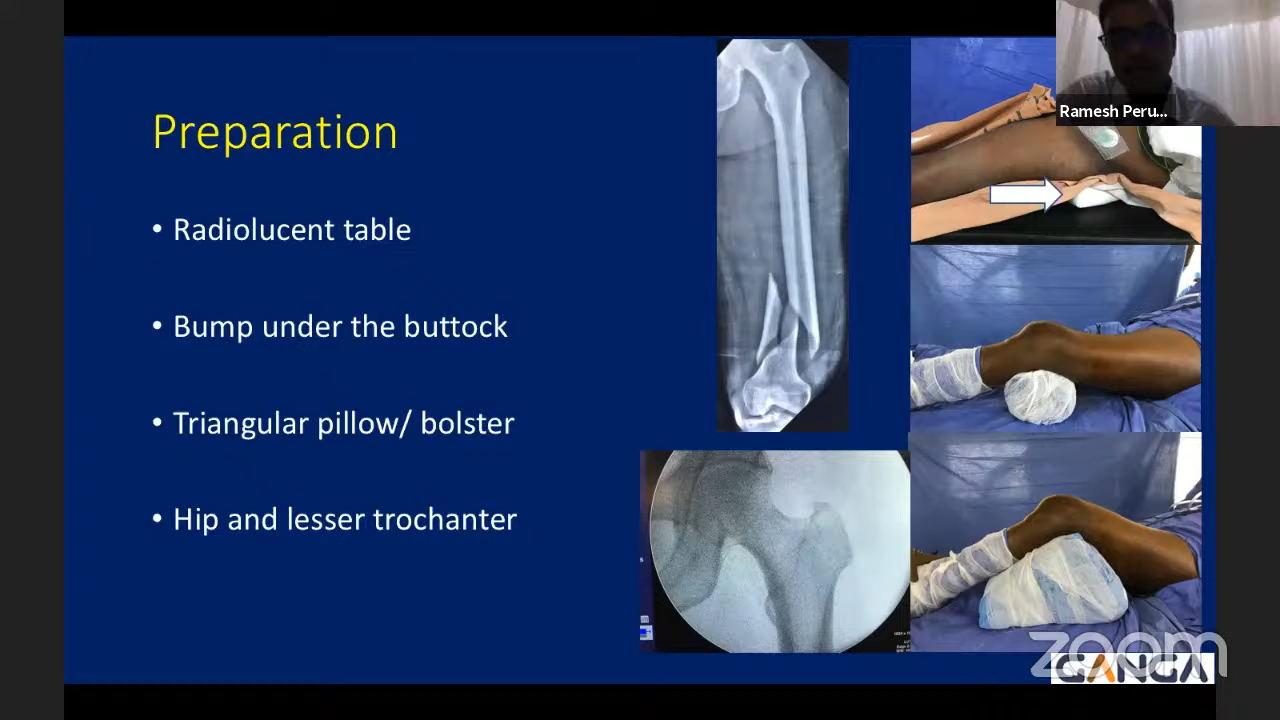 Ramesh Peru...
Preparation
• Radiolucent table
• Bump under the buttock
• Triangular pillow/ bolster
• Hip and lesser trochanter
zoom
GANGA